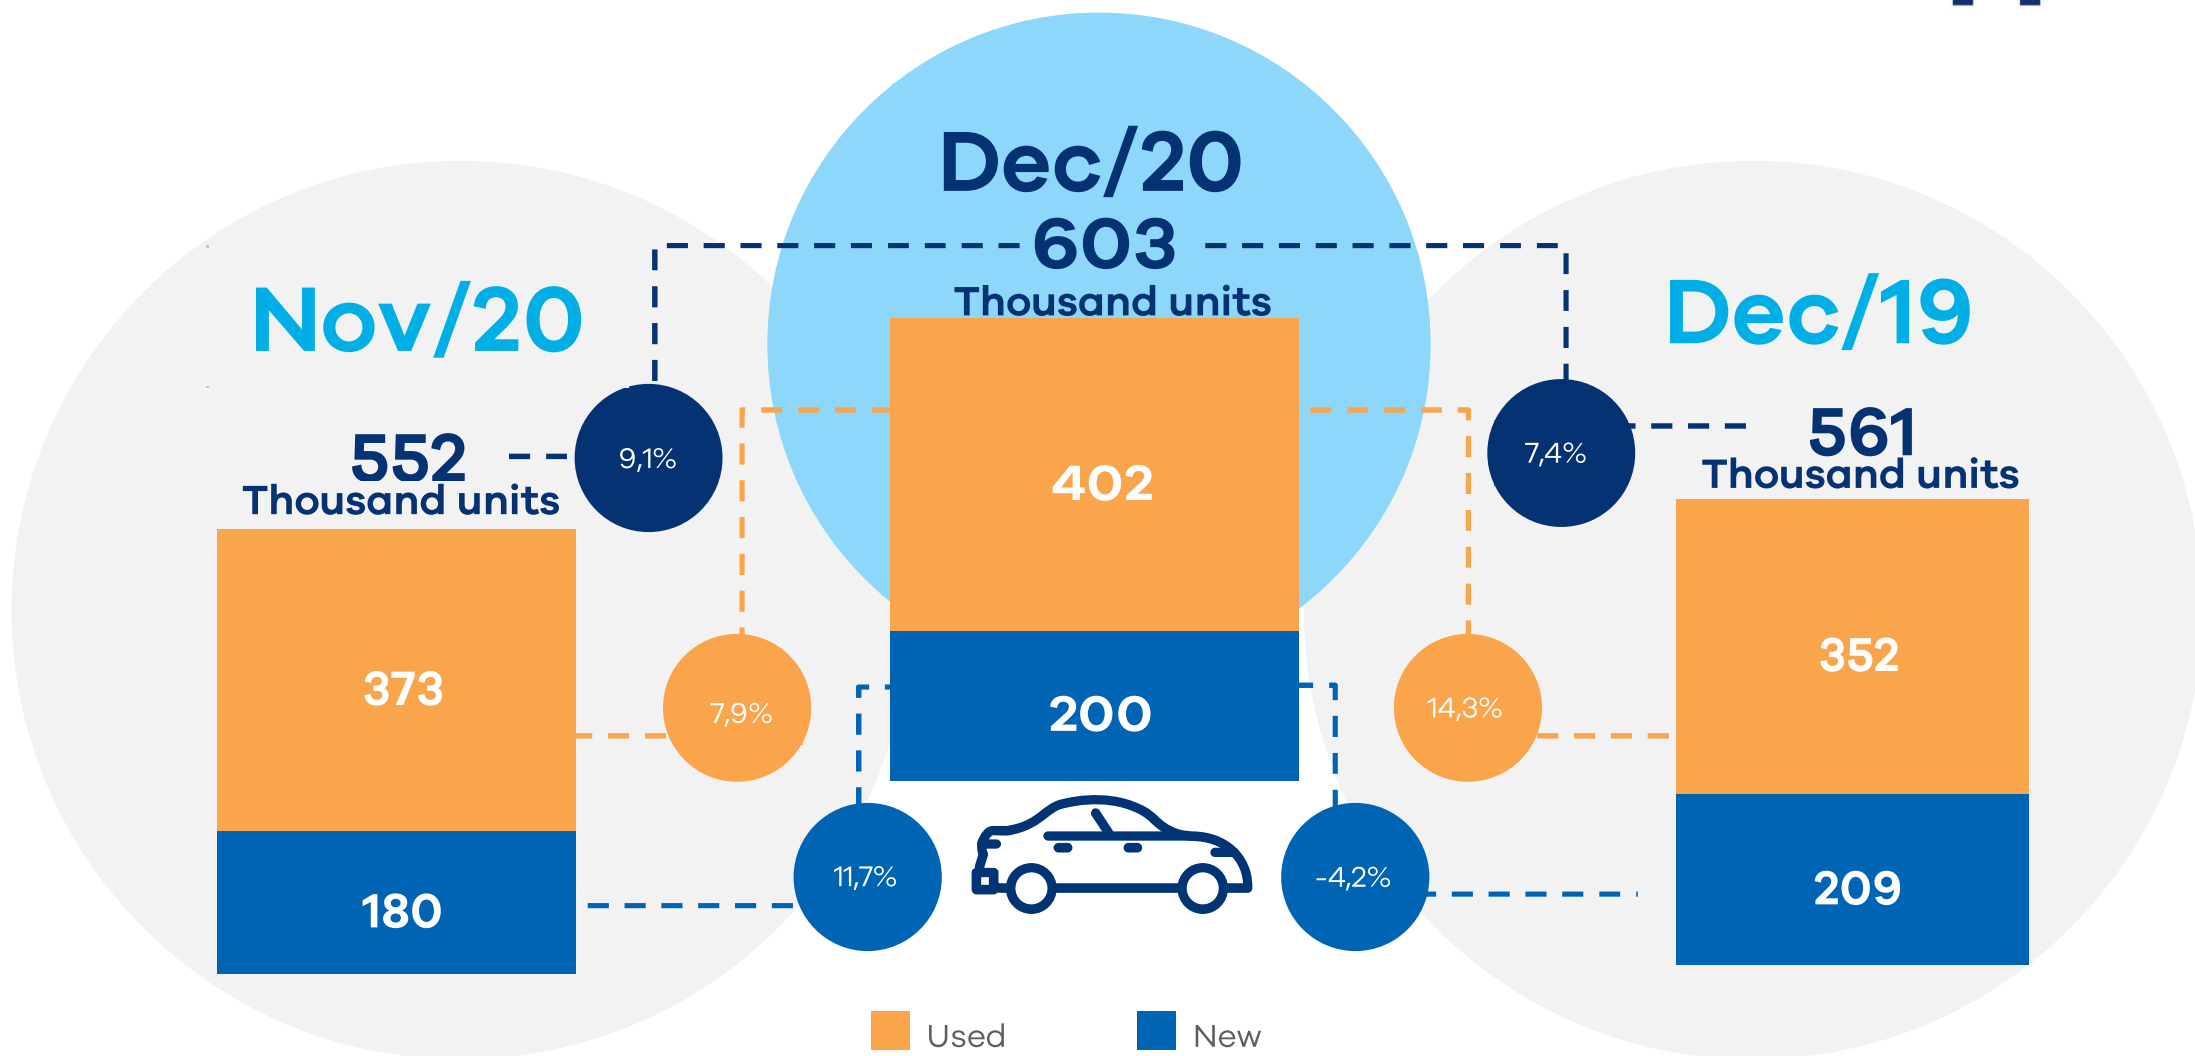 Dec/20
603
Thousand units
Nov/20
Dec/19
552
Thousand units
9,1%
7,4%
561
Thousand units
402
373
7,9%
14,3%
352
200
180
11,7%
-4,2%
209
Used
New